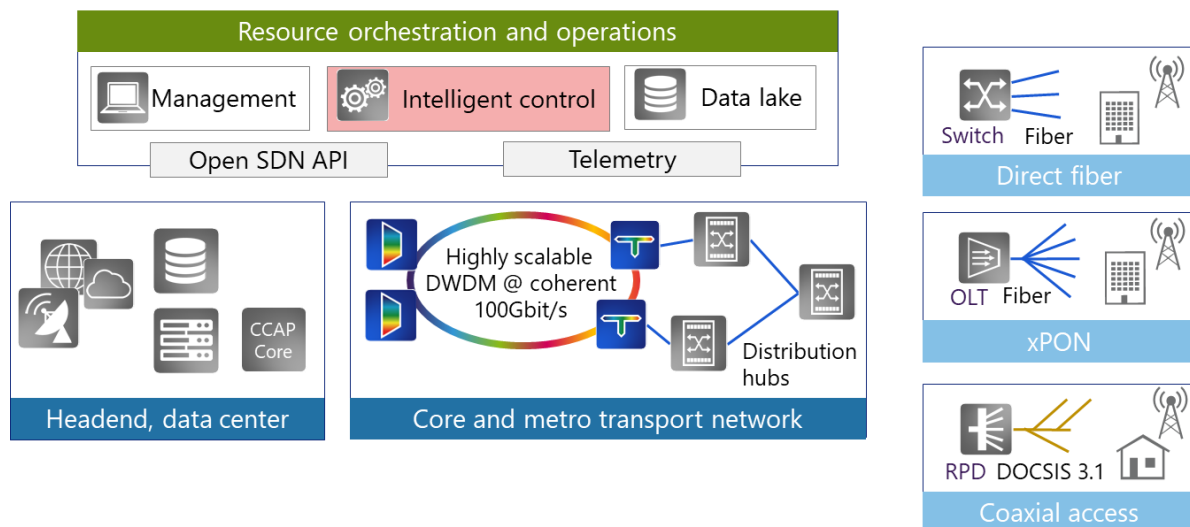 Resource orchestration and operations
Management
Intelligent control
Data lake
Open SDN API
Telemetry
CCAP
Core
Headend, data center
Highly scalable
DWDM @ coherent
100Gbit/s
Distribution
hubs
Core and metro transport network
Switch
Fiber
Direct fiber
OLT
Fiber
xPON
RPD
DOCSIS 3.1
Coaxial access